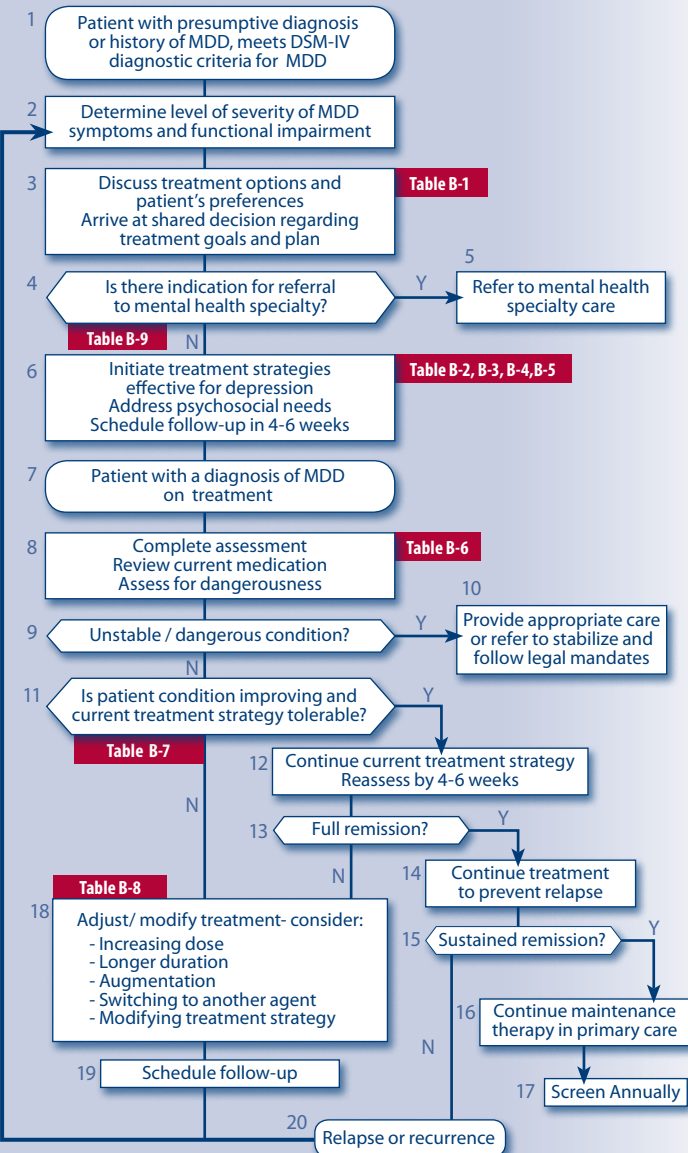 1
Patient with presumptive diagnosis
or history of MDD, meets DSM-IV
diagnostic criteria for MDD
2
Determine level of severity of MDD
symptoms and functional impairment
3
Discuss treatment options and
patient's preferences
Arrive at shared decision regarding
treatment goals and plan
Table B-1
4
Is there indication for referral
to mental health specialty?
Y
5
Refer to mental health
specialty care
Table B-9
N
6
Initiate treatment strategies
effective for depression
Address psychosocial needs
Schedule follow-up in 4-6 weeks
Table B-2, B-3, B-4,B-5
7
Patient with a diagnosis of MDD
on treatment
8
Complete assessment
Review current medication
Assess for dangerousness
Table B-6
9
Unstable / dangerous condition?
Y
10
Provide appropriate care
or refer to stabilize and
follow legal mandates
N
11
Is patient condition improving and
current treatment strategy tolerable?
Y
Table B-7
12
Continue current treatment strategy
Reassess by 4-6 weeks
N
13
Full remission?
Y
N
14
Continue treatment
to prevent relapse
Table B-8
18
Adjust/ modify treatment- consider:
- Increasing dose
- Longer duration
- Augmentation
- Switching to another agent
- Modifying treatment strategy
15
Sustained remission?
Y
16
Continue maintenance
therapy in primary care
N
17
Screen Annually
19
Schedule follow-up
20
Relapse or recurrence